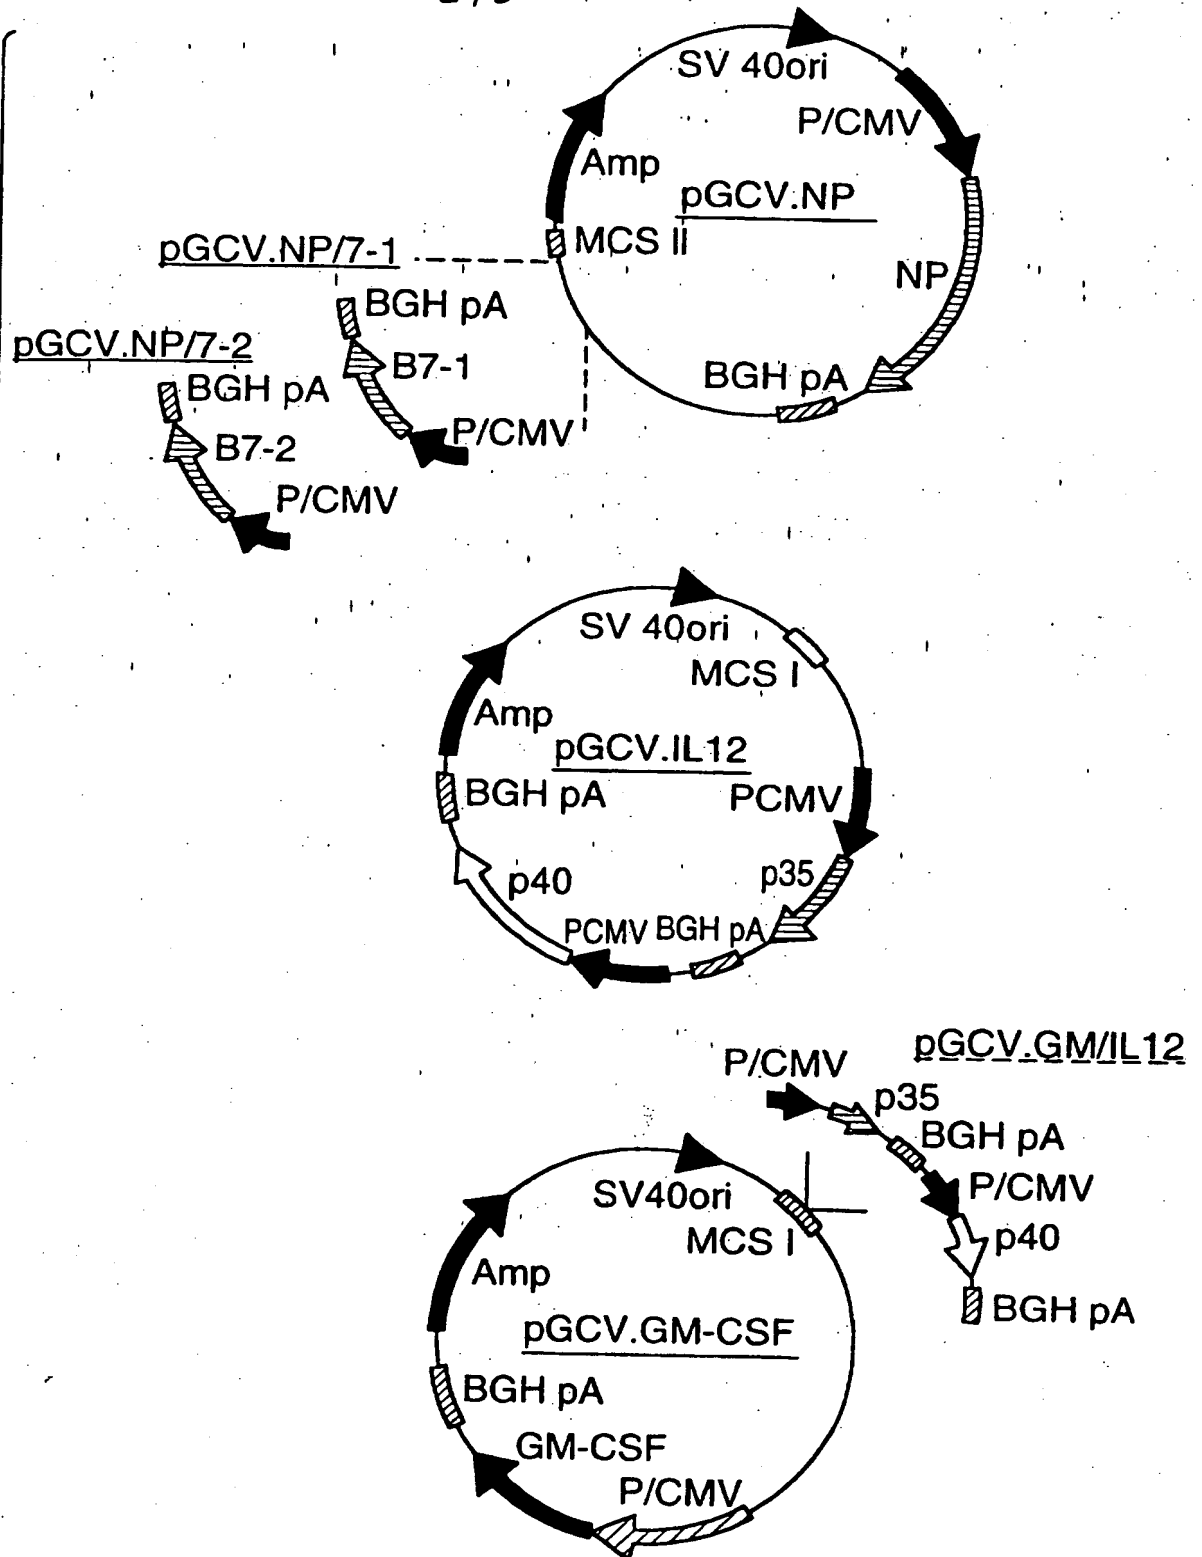 SV 40ori
P/CMV
Amp
pGCV.NP
MCS II
pGCV.NP/7-1
NP
BGH pA
pGCV.NP/7-2
B7-1
BGH pA
BGH pA
P/CMV
B7-2
P/CMV
SV 40ori
MCS I
Amp
pGCV.IL12
BGH pA
PCMV
p40
p35
PCMV
BGH pA
pGCV.GM/IL12
P/CMV
p35
BGH pA
P/CMV
p40
BGH pA
SV40ori
MCS I
Amp
pGCV.GM-CSF
BGH pA
GM-CSF
P/CMV